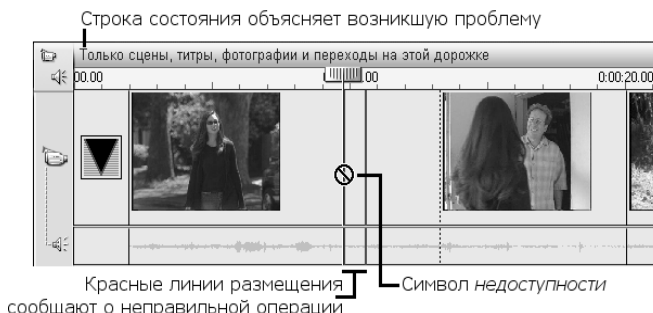 Строка состояния объясняет возникшую проблему
Только сцены, титры, фотографии и переходы на этой дорожке
00.00
00
0:00:20.00
Красные линии размещения
сообщают о неправильной операции
Символ недоступности